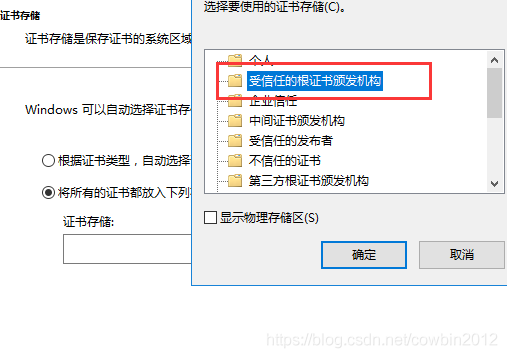 选择要使用的证书存储(C)。
证书存储
证书存储是保存证书的系统区域
Windows 可以自动选择证书存
根据证书类型，自动选择
将所有的证书都放入下列
证书存储:
个人
受信任的根证书颁发机构
企业信任
中间证书颁发机构
受信任的发布者
不信任的证书
第三方根证书颁发机构
显示物理存储区(S)
确定
取消
https://blog.csdn.net/cowbin2012